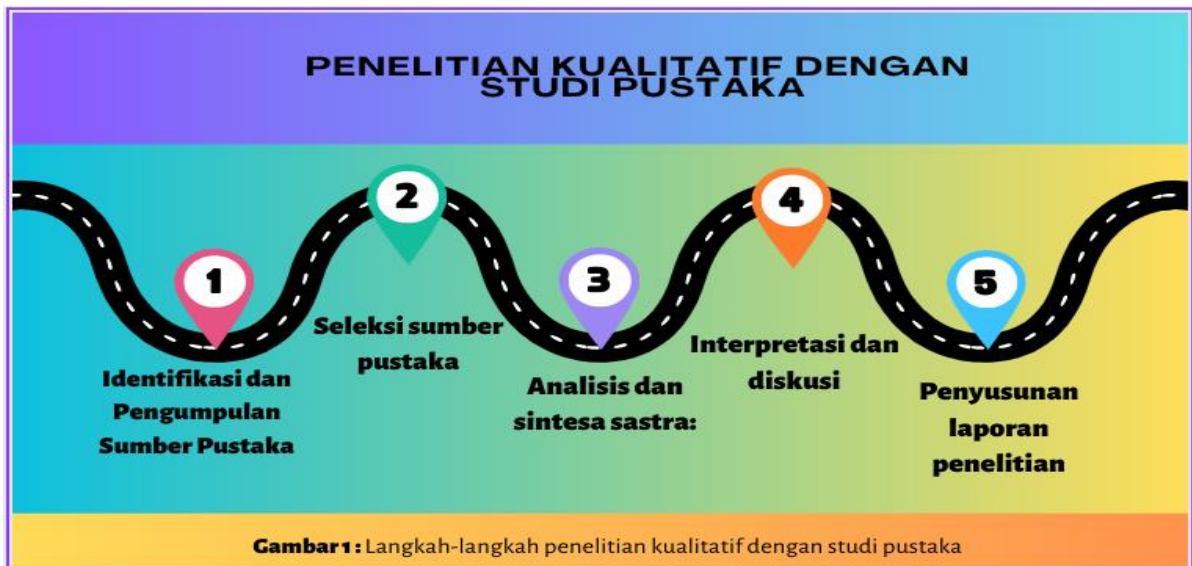 PENELITIAN KUALITATIF DENGAN
STUDI PUSTAKA
1
Identifikasi dan
Pengumpulan
Sumber Pustaka
2
Seleksi sumber
pustaka
3
Analisis dan
sintesa sastra:
4
Interpretasi dan
diskusi
5
Penyusunan
laporan
penelitian
Gambar 1 : Langkah-langkah penelitian kualitatif dengan studi pustaka